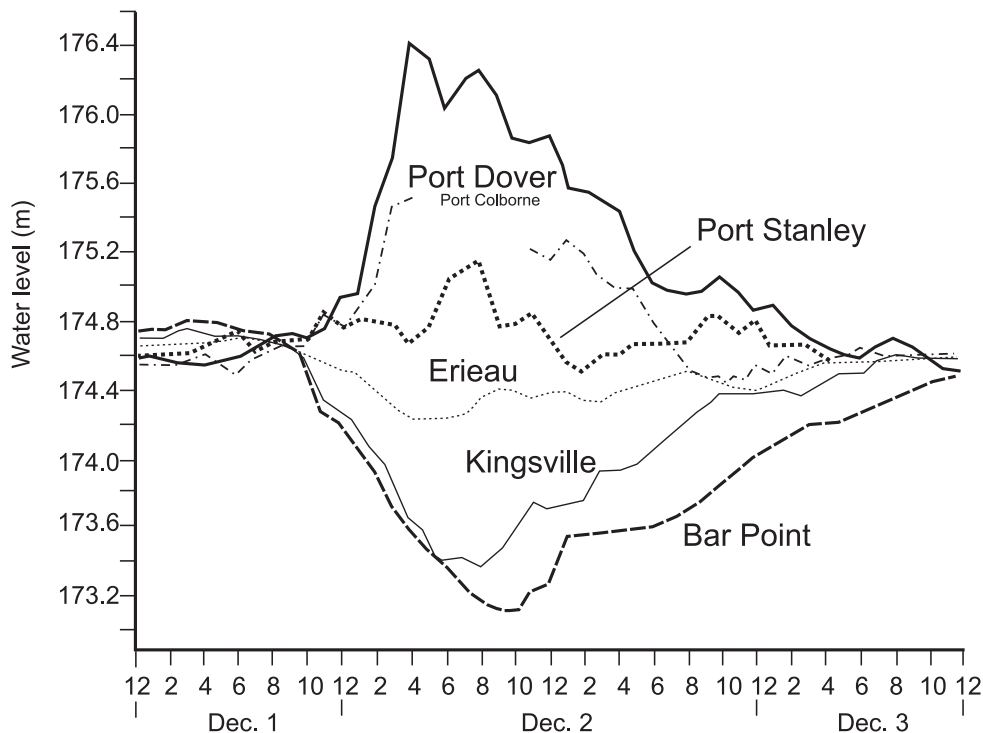 176.4
176.0
175.6
175.2
174.8
174.4
174.0
173.6
173.2
Water level (m)
Port Dover
Port Colborne
Port Stanley
Erieau
Kingsville
Bar Point
12 2 4 6 8 10 12 2 4 6 8 10 12 2 4 6 8 10 12 2 4 6 8 10 12
Dec. 1 Dec. 2 Dec. 3